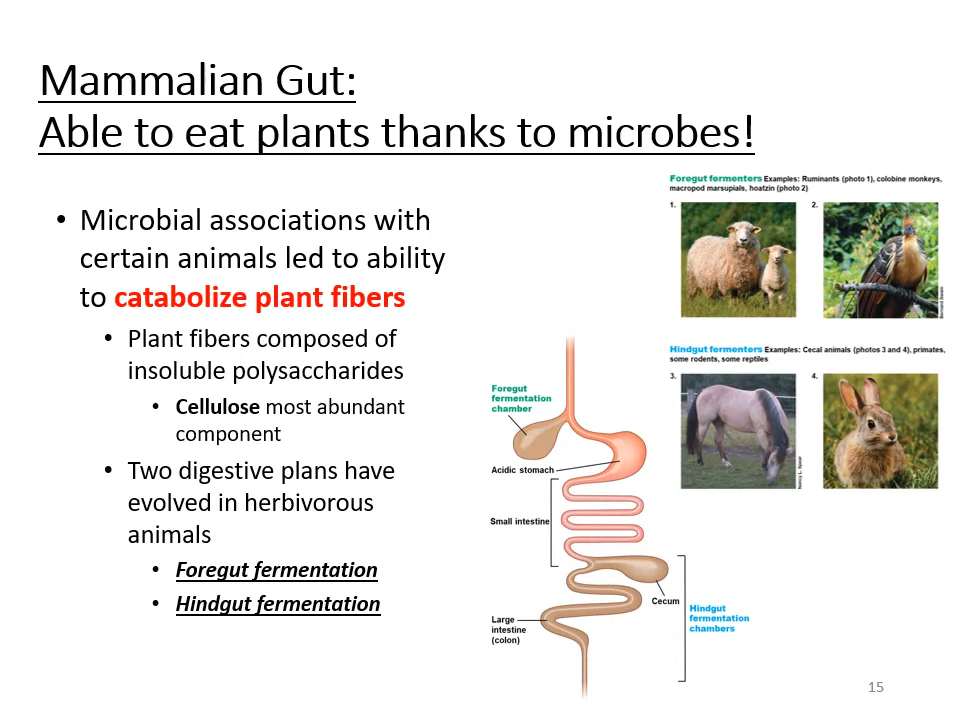 Mammalian Gut:
Able to eat plants thanks to microbes!
• Microbial associations with
certain animals led to ability
to catabolize plant fibers
• Plant fibers composed of
insoluble polysaccharides
• Cellulose most abundant
component
• Two digestive plans have
evolved in herbivorous
animals
• Foregut fermentation
• Hindgut fermentation
Foregut fermenters Examples: Ruminants (photo 1), colobine monkeys,
macropod marsupials, hoatzin (photo 2)
1.
2.
Bernard Swain
Hindgut fermenters Examples: Cecal animals (photos 3 and 4), primates,
some rodents, some reptiles
3.
4.
Nancy L. Spear
Foregut
fermentation
chamber
Acidic stomach
Small intestine
Cecum
Large
intestine
(colon)
Hindgut
fermentation
chambers
15